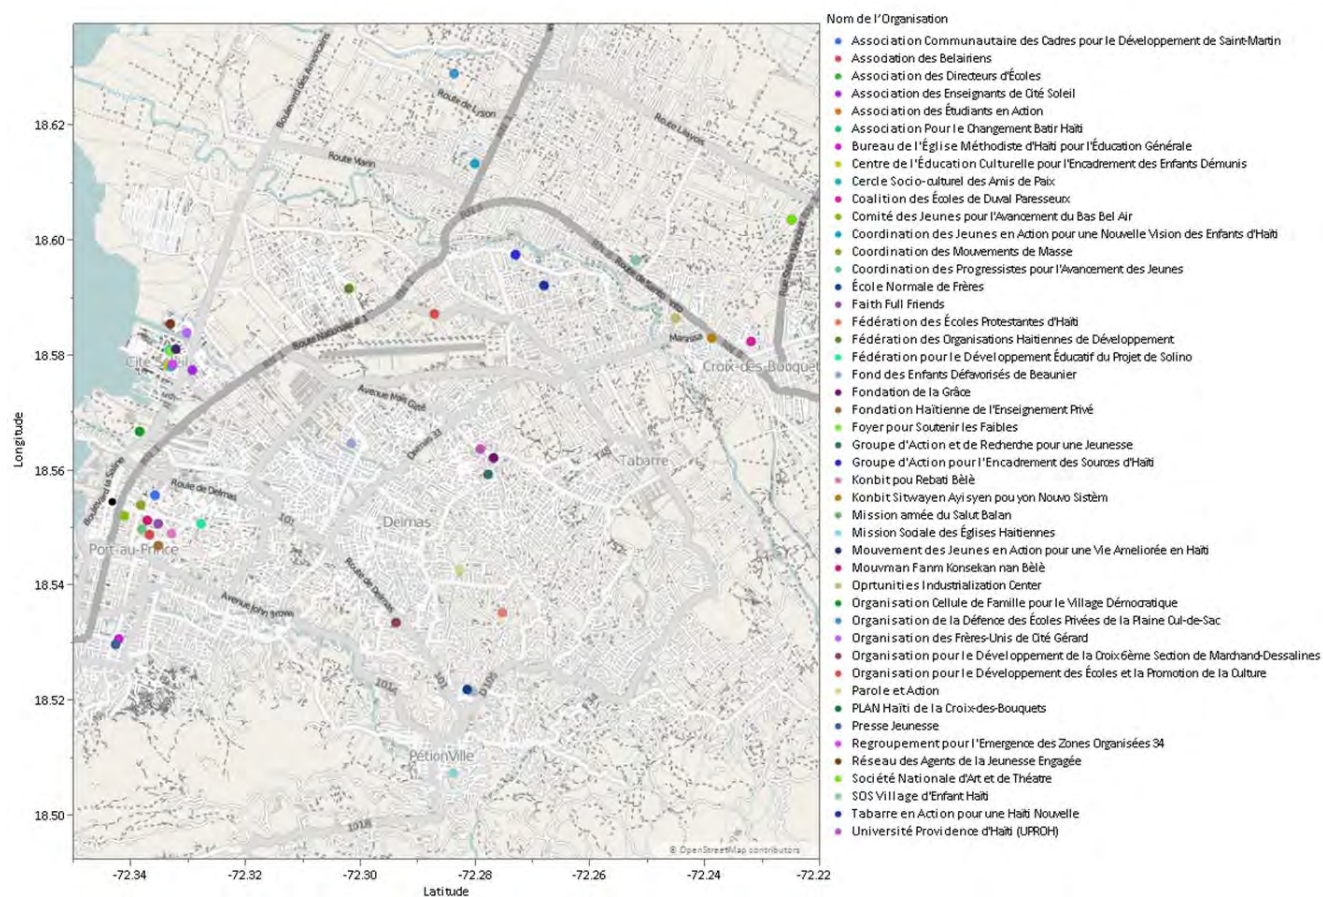 Nom de l'Organisation
Association Communautaire des Cadres pour le Développement de Saint-Martin
Association des Belairiens
Association des Directeurs d'Écoles
Association des Enseignants de Cité Soleil
Association des Étudiants en Action
Association Pour le Changement Batir Haïti
Bureau de l'Église Méthodiste d'Haïti pour l'Éducation Générale
Centre de l'Éducation Culturelle pour l'Encadrement des Enfants Démunis
Cercle Socio-culturel des Amis de Paix
Coalition des Écoles de Duval Paresseux
Comité des Jeunes pour l'Avancement du Bas Bel Air
Coordination des Jeunes en Action pour une Nouvelle Vision des Enfants d'Haïti
Coordination des Mouvements de Masse
Coordination des Progressistes pour l'Avancement des Jeunes
École Normale de Frères
Faith Full Friends
Fédération des Écoles Protestantes d'Haïti
Fédération des Organisations Haitiennes de Développement
Fédération pour le Développement Éducatif du Projet de Solino
Fond des Enfants Défavorisés de Beaunier
Fondation de la Grâce
Fondation Haïtienne de l'Enseignement Privé
Foyer pour Soutenir les Faibles
Groupe d'Action et de Recherche pour une Jeunesse
Groupe d'Action pour l'Encadrement des Sources d'Haïti
Konbit pou Rebati Bèlè
Konbit Sitwayen Ayisyen pou yon Nouvo Sistèm
Mission armée du Salut Balan
Mission Sociale des Églises Haitiennes
Mouvement des Jeunes en Action pour une Vie Ameliorée en Haïti
Mouvman Fanm Konsekan nan Bèlè
Oprtunities Industrialization Center
Organisation Cellule de Famille pour le Village Démocratique
Organisation de la Défence des Écoles Privées de la Plaine Cul-de-Sac
Organisation des Frères-Unis de Cité Gérard
Organisation pour le Développement de la Croix 6ème Section de Marchand-Dessalines
Organisation pour le Développement des Écoles et la Promotion de la Culture
Parole et Action
PLAN Haïti de la Croix-des-Bouquets
Presse Jeunesse
Regroupement pour l'Emergence des Zones Organisées 34
Réseau des Agents de la Jeunesse Engagée
Société Nationale d'Art et de Théatre
SOS Village d'Enfant Haïti
Tabarre en Action pour une Haïti Nouvelle
Université Providence d'Haïti (UPROH)
Longitude
18.62
18.60
18.58
18.56
18.54
18.52
18.50
Boulevard des Américains
Route de Lyson
Route Lilavois
Route Marin
Route Nationale # 3
Marassa
Croix-des-Bouquet
Avenue Maïs Gaté
Delmas 33
Tabarre
Boulevard la Saline
Route de Delmas
101
Delmas
Port-au-Prince
Route de Delmas
Avenue John Brown
101
Pétion Ville
© OpenStreetMap contributors
-72.34
-72.32
-72.30
-72.28
-72.26
-72.24
-72.22
Latitude